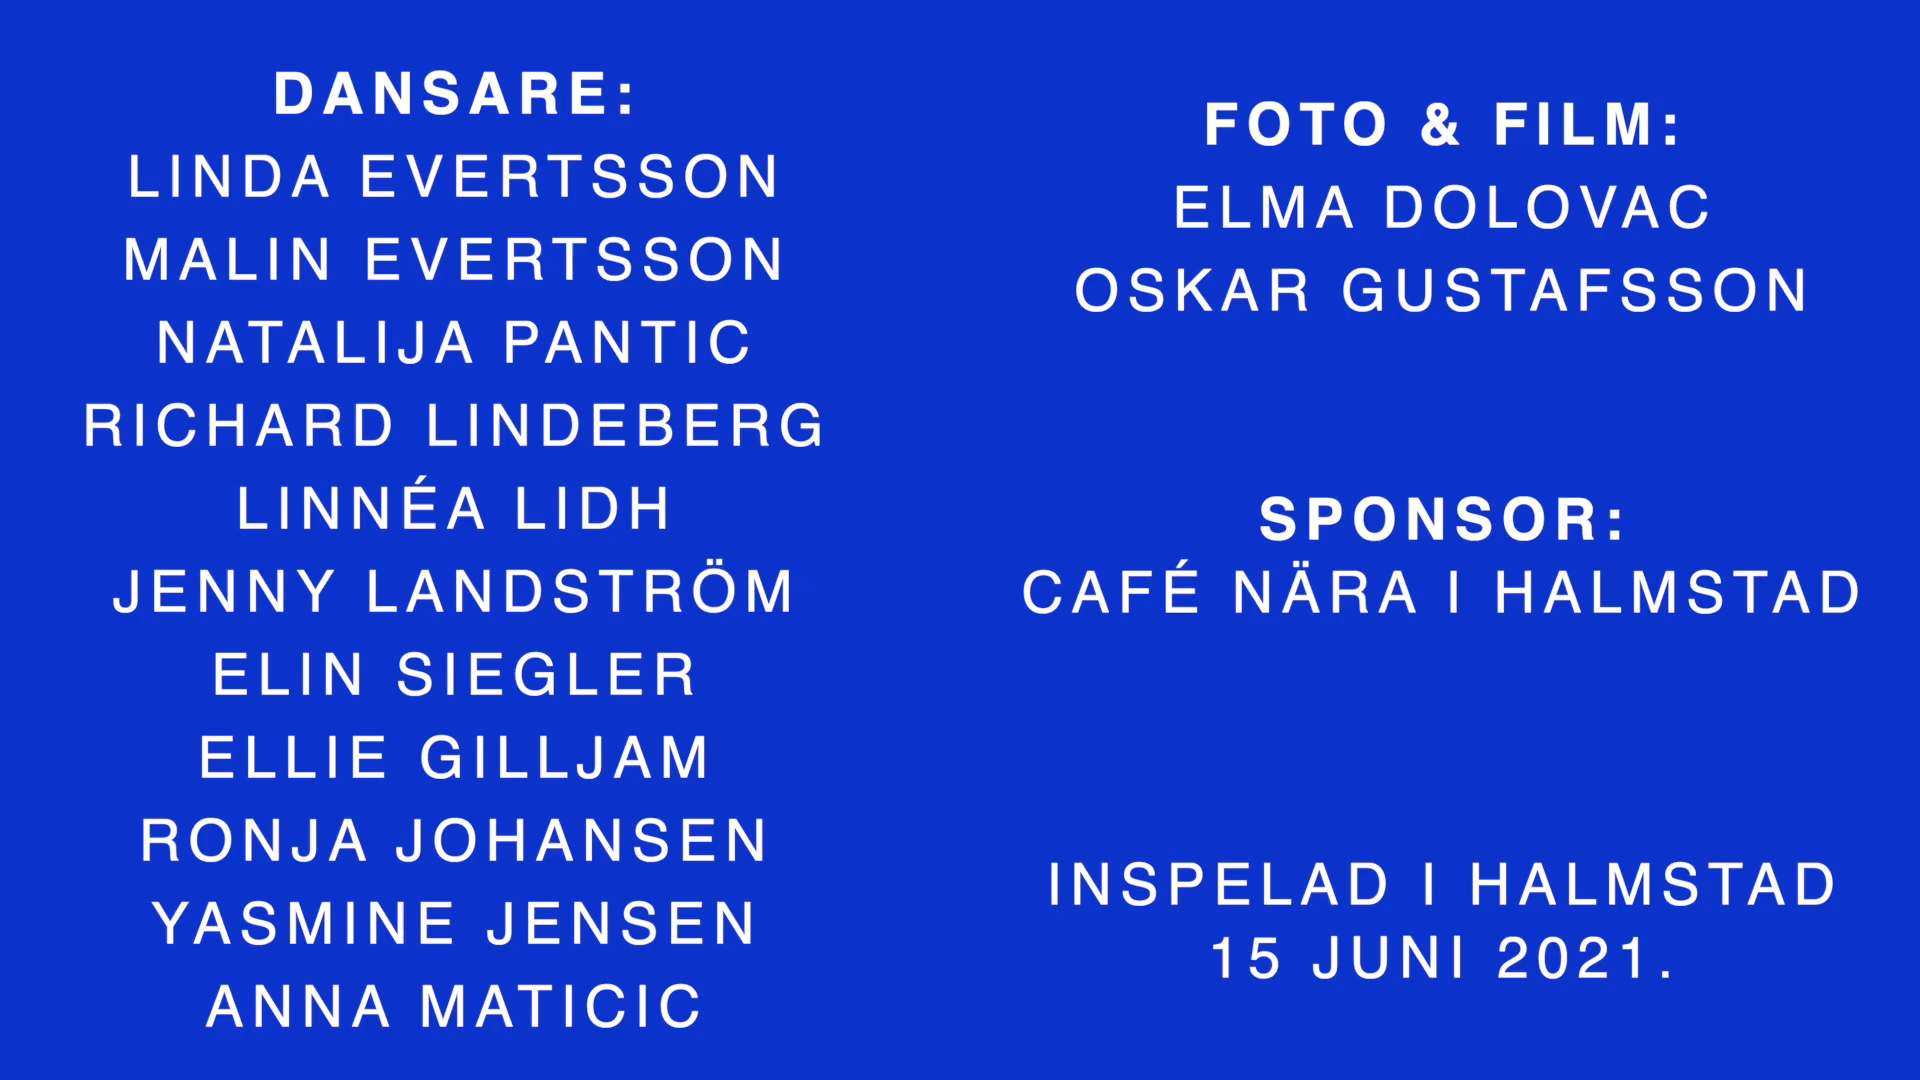 DANSARE:
LINDA EVERTSSON
MALIN EVERTSSON
NATALIJA PANTIC
RICHARD LINDEBERG
LINNÉA LIDH
JENNY LANDSTRÖM
ELIN SIEGLER
ELLIE GILLJAM
RONJA JOHANSEN
YASMINE JENSEN
ANNA MATICIC
FOTO & FILM:
ELMA DOLOVAC
OSKAR GUSTAFSSON
SPONSOR:
CAFÉ NÄRA I HALMSTAD
INSPELAD I HALMSTAD
15 JUNI 2021.